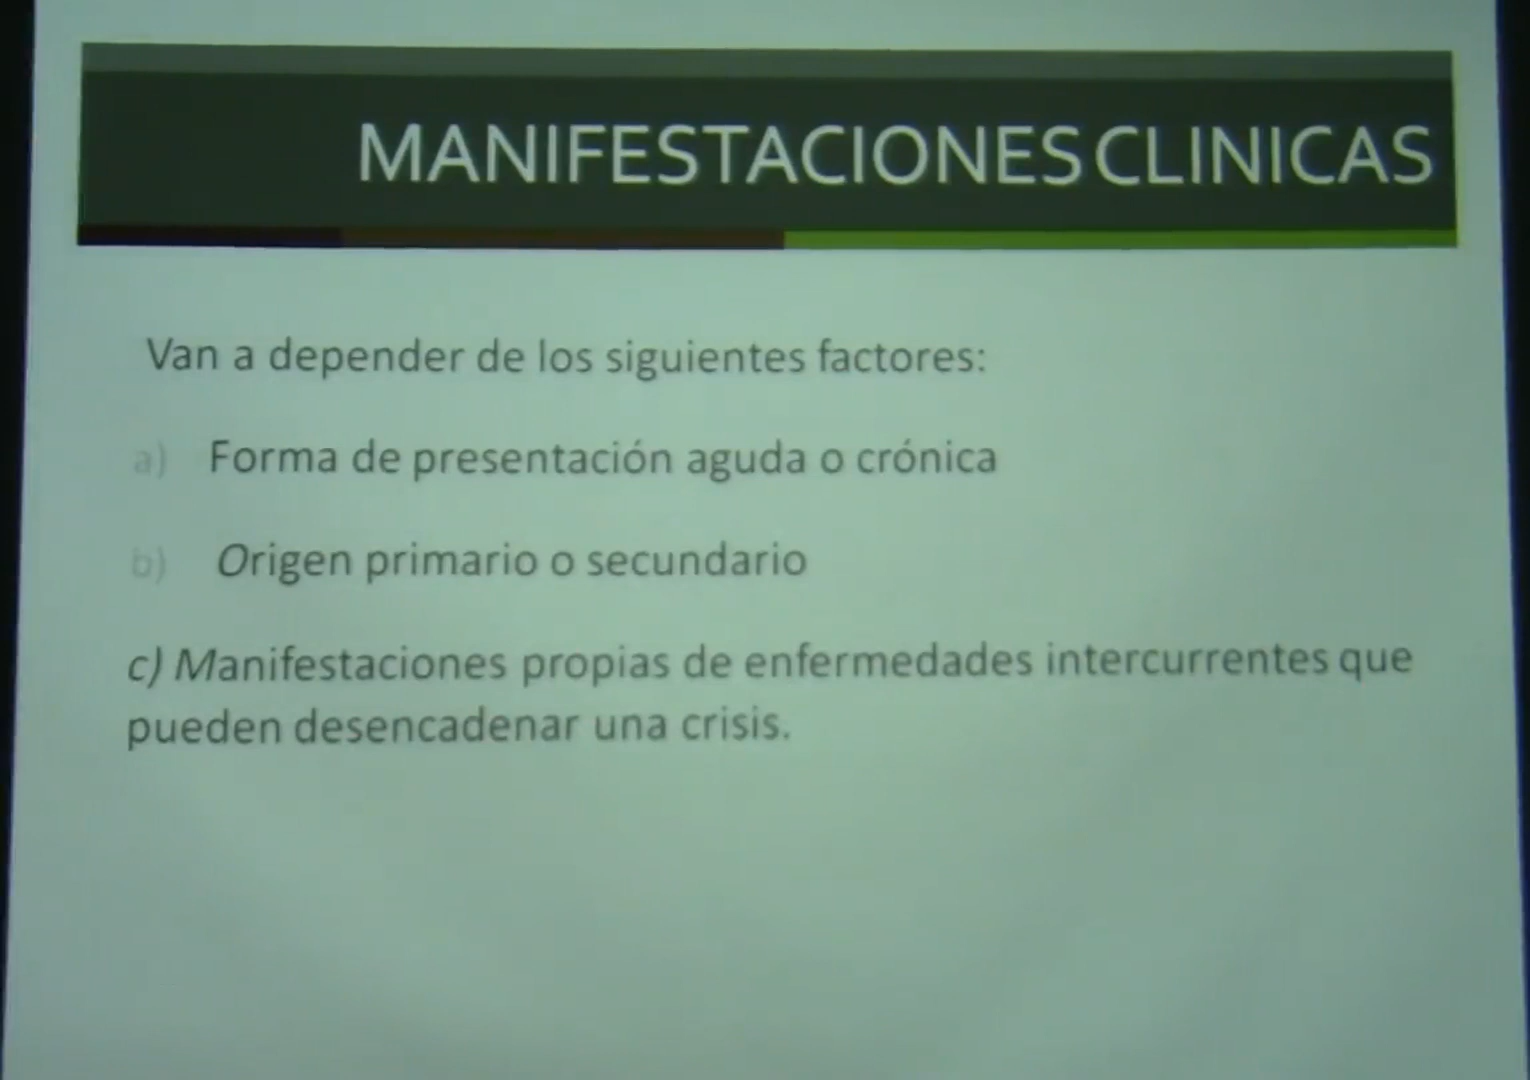 MANIFESTACIONES CLINICAS
Van a depender de los siguientes factores:
a) Forma de presentación aguda o crónica
b) Origen primario o secundario
c) Manifestaciones propias de enfermedades intercurrentes que
pueden desencadenar una crisis.